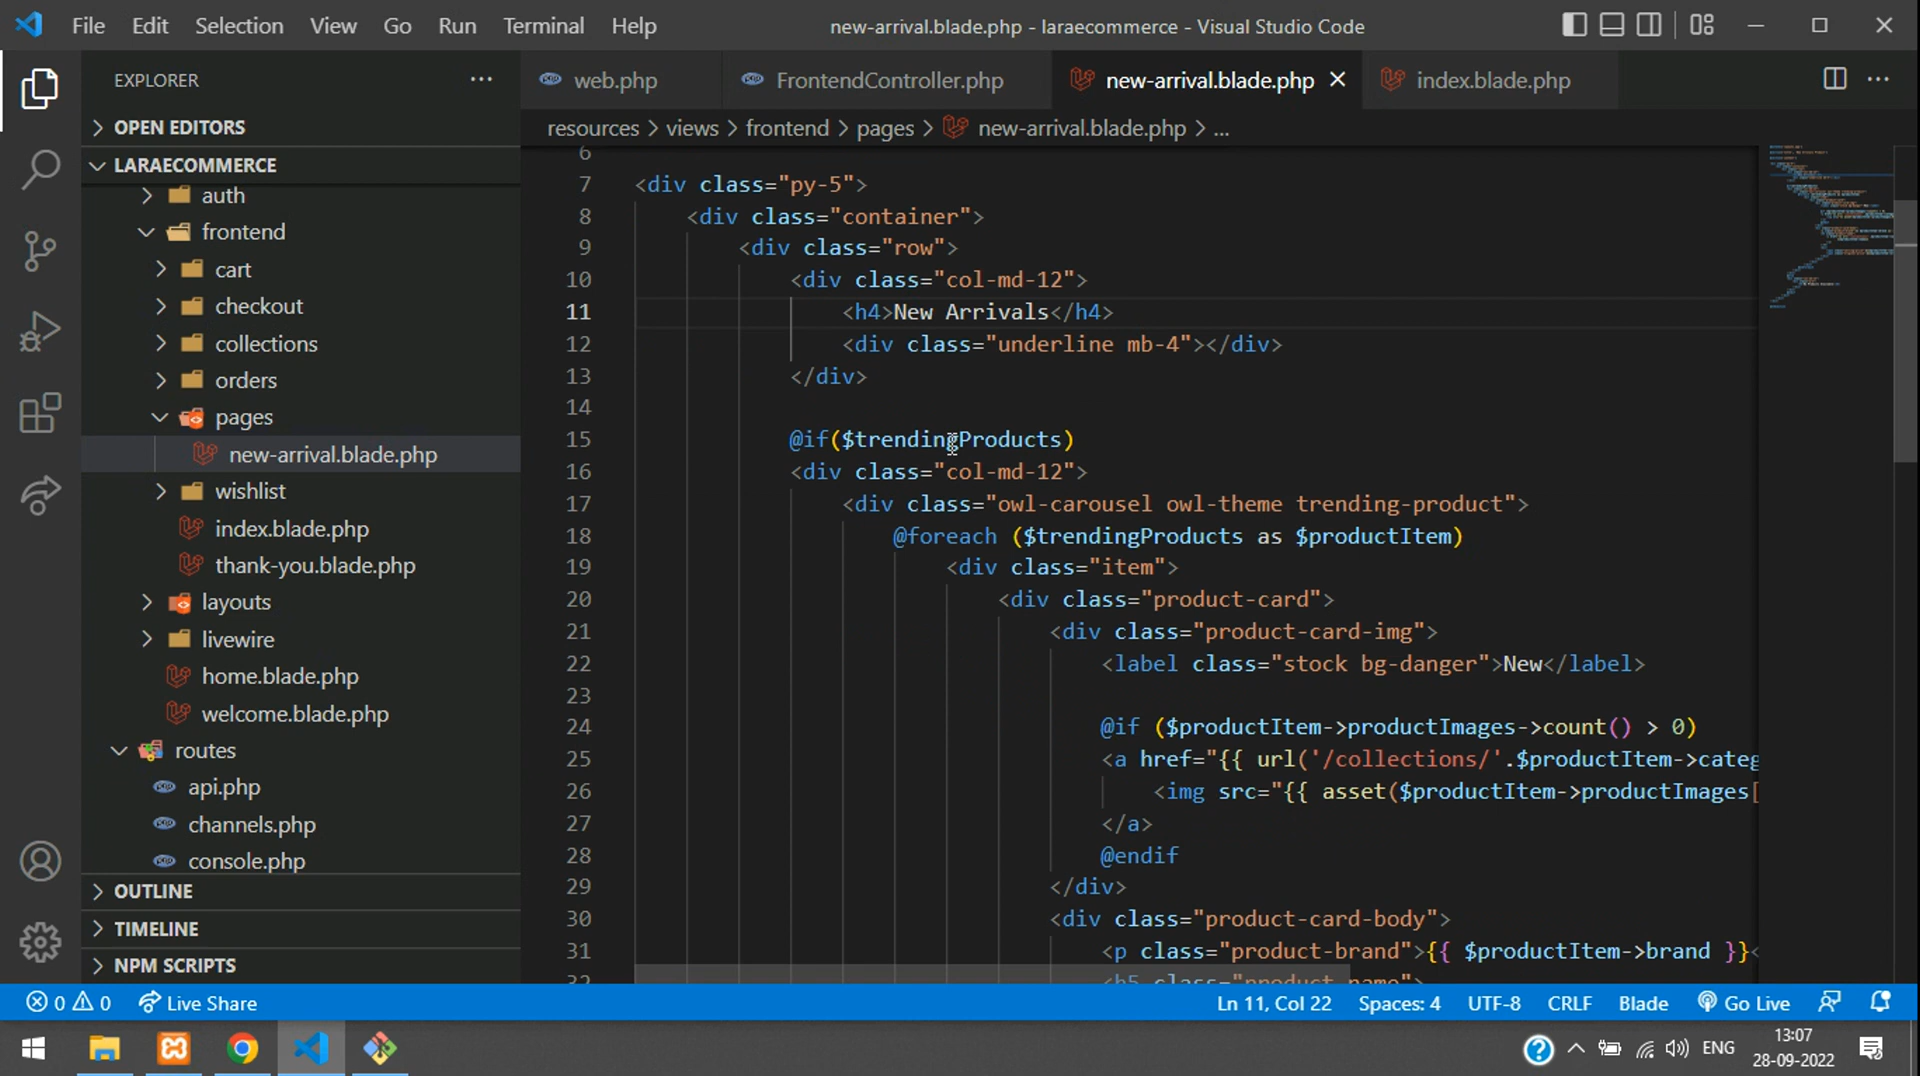 File Edit Selection View Go Run Terminal Help new-arrival.blade.php - laraecommerce - Visual Studio Code
EXPLORER
OPEN EDITORS
LARAECOMMERCE
auth
frontend
cart
checkout
collections
orders
pages
new-arrival.blade.php
wishlist
index.blade.php
thank-you.blade.php
layouts
livewire
home.blade.php
welcome.blade.php
routes
api.php
channels.php
console.php
OUTLINE
TIMELINE
NPM SCRIPTS
web.php FrontendController.php new-arrival.blade.php index.blade.php
resources > views > frontend > pages > new-arrival.blade.php > ...
6
7 <div class="py-5">
8 <div class="container">
9 <div class="row">
10 <div class="col-md-12">
11 <h4>New Arrivals</h4>
12 <div class="underline mb-4"></div>
13 </div>
14
15 @if($trendingProducts)
16 <div class="col-md-12">
17 <div class="owl-carousel owl-theme trending-product">
18 @foreach ($trendingProducts as $productItem)
19 <div class="item">
20 <div class="product-card">
21 <div class="product-card-img">
22 <label class="stock bg-danger">New</label>
23
24 @if ($productItem->productImages->count() > 0)
25 <a href="{{ url('/collections/'.$productItem->categ
26 <img src="{{ asset($productItem->productImages[
27 </a>
28 @endif
29 </div>
30 <div class="product-card-body">
31 <p class="product-brand">{{ $productItem->brand }}<
32 <h5 class="product-name">
0 0 Live Share Ln 11, Col 22 Spaces: 4 UTF-8 CRLF Blade Go Live
ENG 13:07
28-09-2022